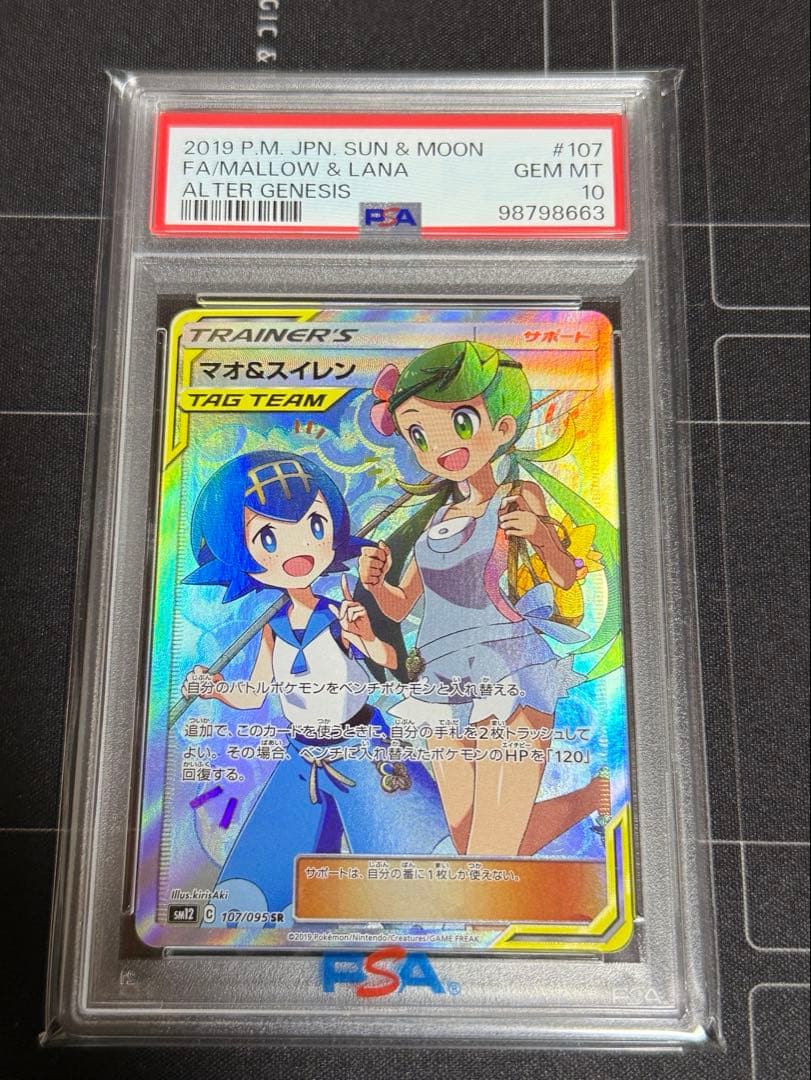 GIC &
2019 P.M. JPN. SUN & MOON #107
FA/MALLOW & LANA GEM MT
ALTER GENESIS 10
PSA 98798663
TRAINER'S サポート
マオ&スイレン
TAG TEAM
自分のバトルポケモンをベンチポケモンと入れ替える。
追加で、このカードを使うときに、自分の手札を2枚トラッシュして
よい。その場合、ベンチに入れ替えたポケモンのHPを「120」
回復する。
サポートは、自分の番に1枚しか使えない。
Illus.kirisAki
sm12 C 107/095 SR
©2019 Pokémon/Nintendo/Creatures/GAME FREAK
PSA®
PSA